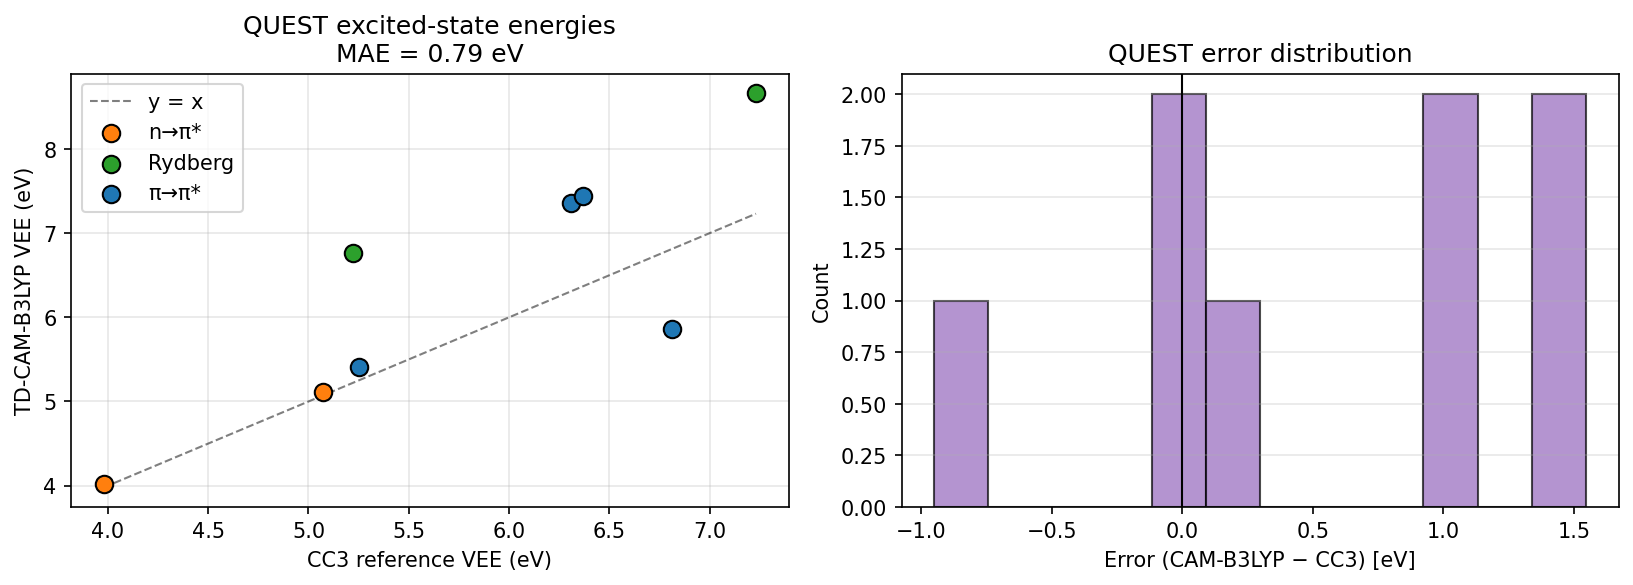 QUEST excited-state energies
MAE = 0.79 eV
y = x
n→π*
Rydberg
π→π*
TD-CAM-B3LYP VEE (eV)
8
7
6
5
4
4.0 4.5 5.0 5.5 6.0 6.5 7.0
CC3 reference VEE (eV)
QUEST error distribution
Count
2.00
1.75
1.50
1.25
1.00
0.75
0.50
0.25
0.00
−1.0 −0.5 0.0 0.5 1.0 1.5
Error (CAM-B3LYP − CC3) [eV]